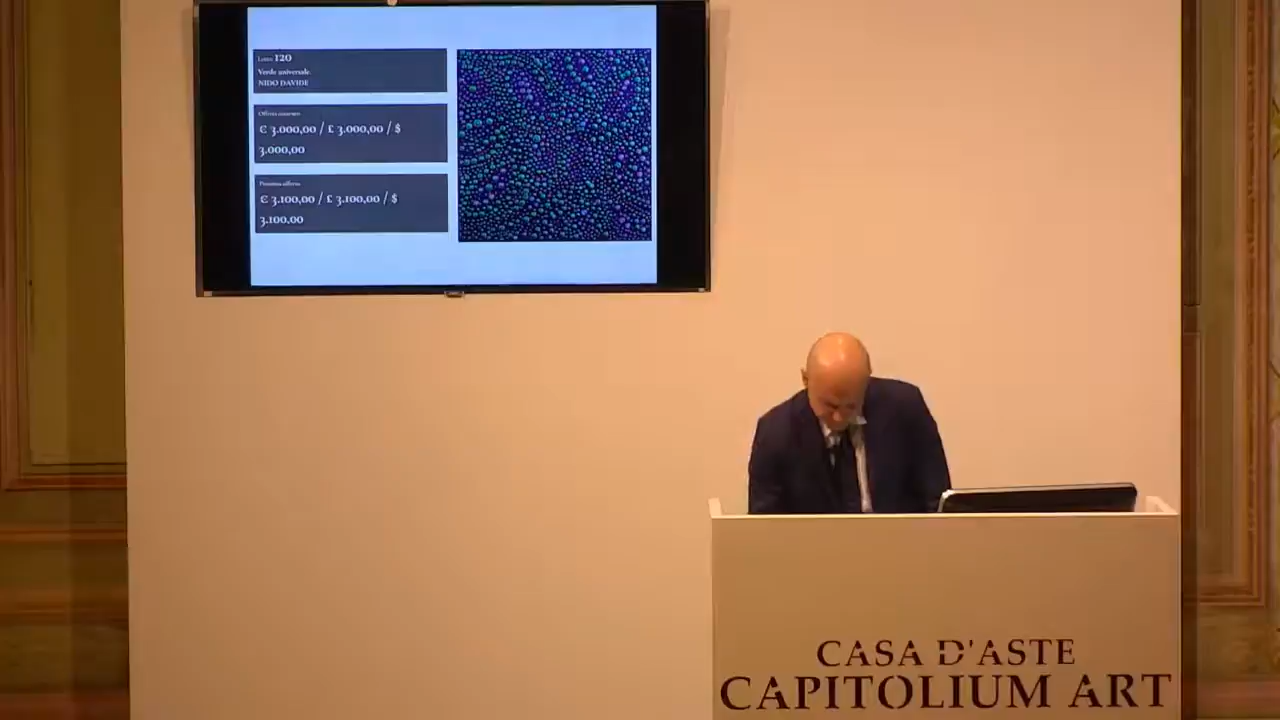 Lotto 120
Verde universale.
NIDO DAVIDE
Offerta corrente
€ 3.000,00 / £ 3.000,00 / $
3.000,00
Prossima offerta
€ 3.100,00 / £ 3.100,00 / $
3.100,00
CASA D'ASTE
CAPITOLIUM ART